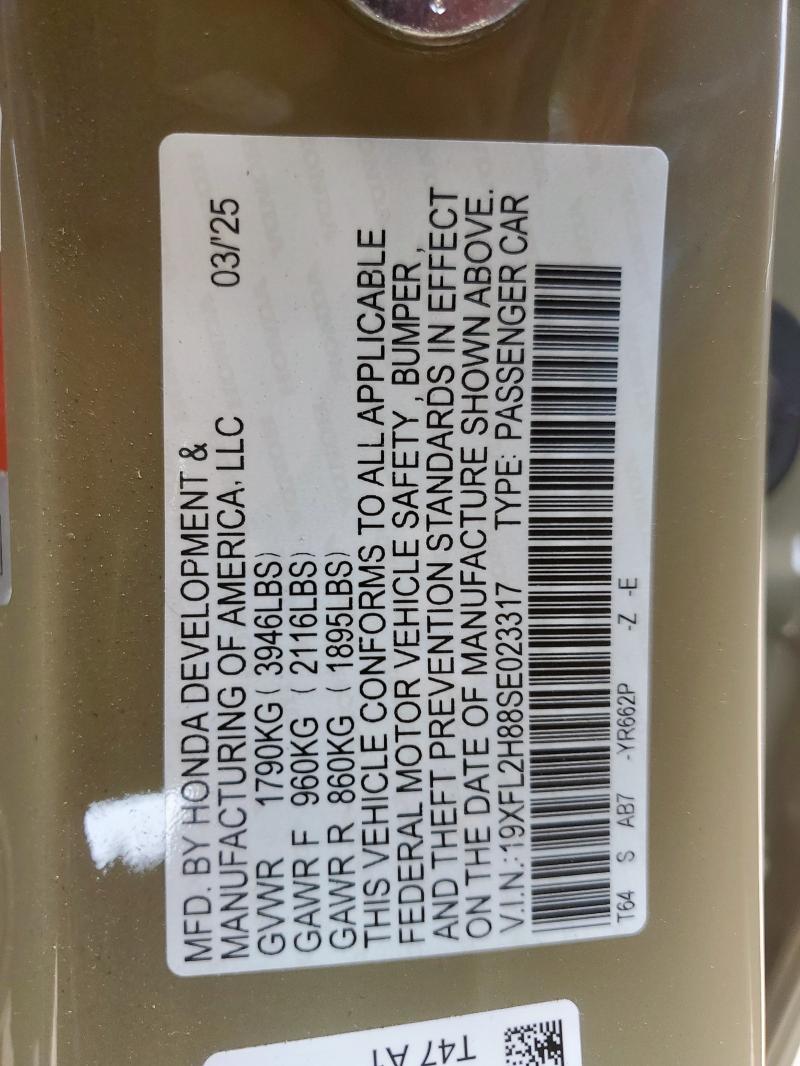 MFD. BY HONDA DEVELOPMENT &
MANUFACTURING OF AMERICA, LLC 03/'25
GVWR 1790KG ( 3946LBS)
GAWR F 960KG ( 2116LBS)
GAWR R 860KG ( 1895LBS)
THIS VEHICLE CONFORMS TO ALL APPLICABLE
FEDERAL MOTOR VEHICLE SAFETY , BUMPER ,
AND THEFT PREVENTION STANDARDS IN EFFECT
ON THE DATE OF MANUFACTURE SHOWN ABOVE.
V.I.N.:19XFL2H88SE023317 TYPE: PASSENGER CAR
T64 S AB7 -YR662P -Z -E
T47 A1